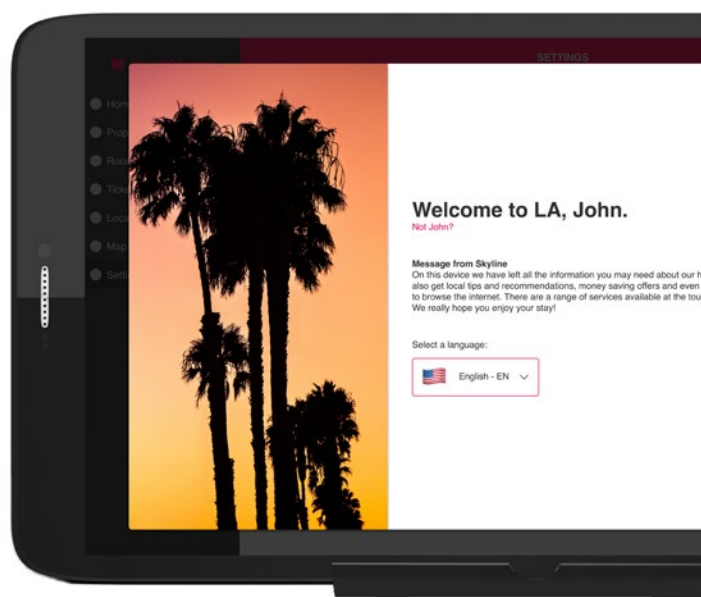 SETTINGS
Home
Map
Welcome to LA, John.
Not John?
Message from Skyline
On this device we have left all the information you may need about our
also get local tips and recommendations, money saving offers and even
to browse the internet. There are a range of services available at the
We really hope you enjoy your stay!
Select a language:
English - EN